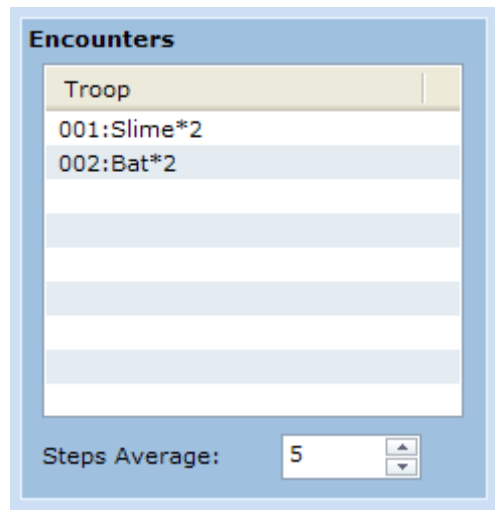 Encounters
Troop
001:Slime*2
002:Bat*2
Steps Average: 5